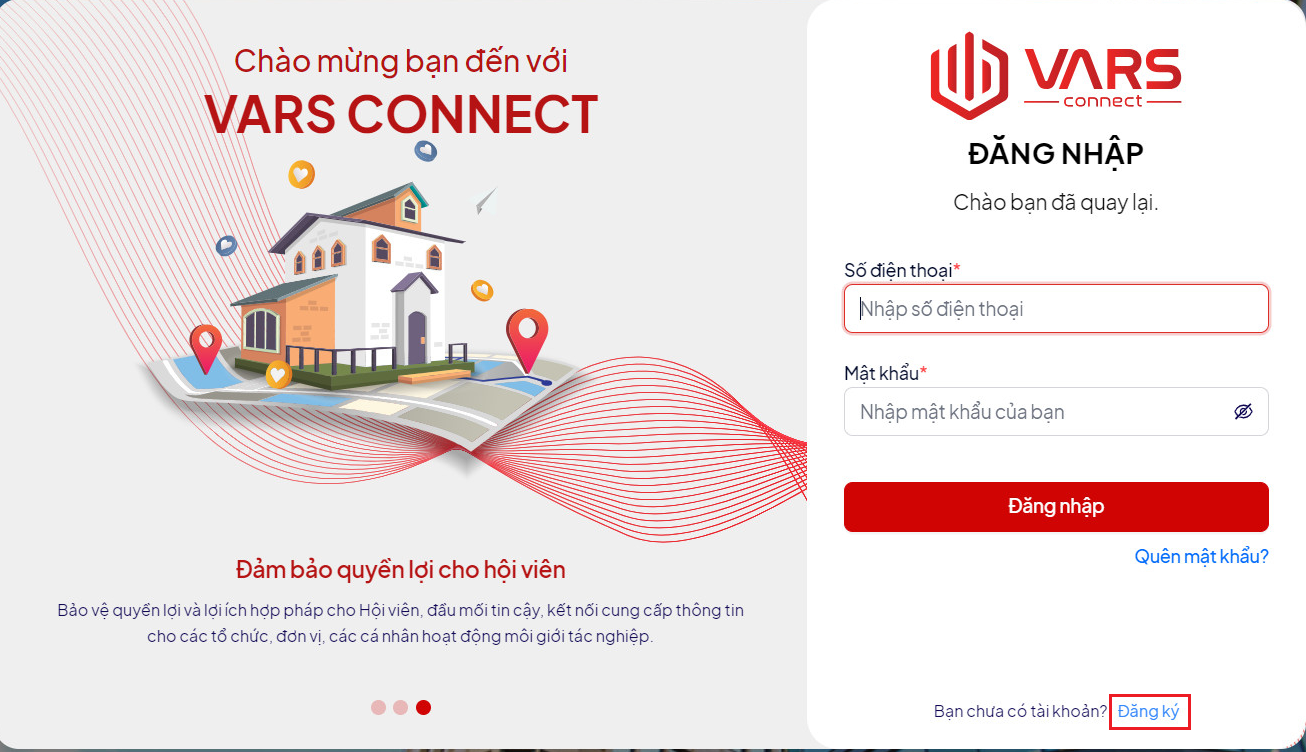 Chào mừng bạn đến với
VARS CONNECT
Đảm bảo quyền lợi cho hội viên
Bảo vệ quyền lợi và lợi ích hợp pháp cho Hội viên, đầu mối tin cậy, kết nối cung cấp thông tin
cho các tổ chức, đơn vị, các cá nhân hoạt động môi giới tác nghiệp.
VARS
connect
ĐĂNG NHẬP
Chào bạn đã quay lại.
Số điện thoại*
Nhập số điện thoại
Mật khẩu*
Nhập mật khẩu của bạn
Đăng nhập
Quên mật khẩu?
Bạn chưa có tài khoản? Đăng ký